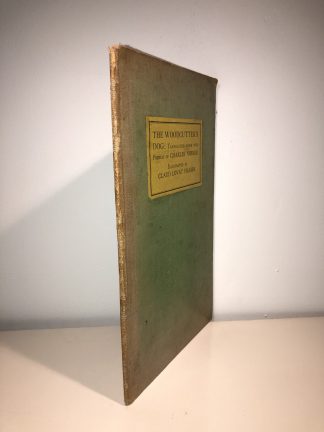 THE WOODCUTTER'S
DOG: TRANSLATED FROM THE
FRENCH OF CHARLES NODIER
ILLUSTRATED BY
CLAUD LOVAT FRASER